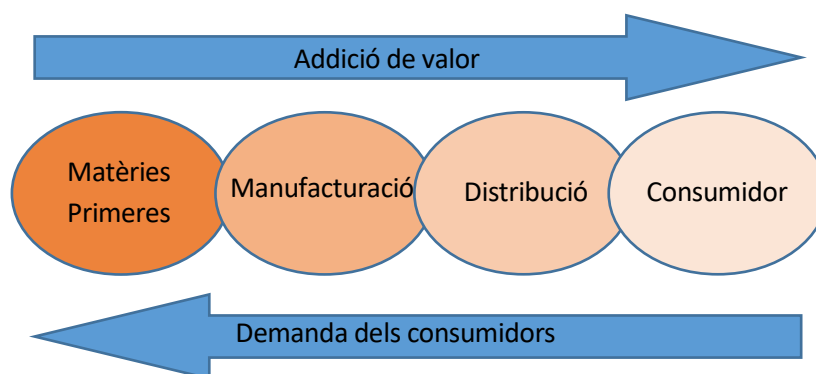 Addició de valor
Matèries
Primeres
Manufacturació
Distribució
Consumidor
Demanda dels consumidors